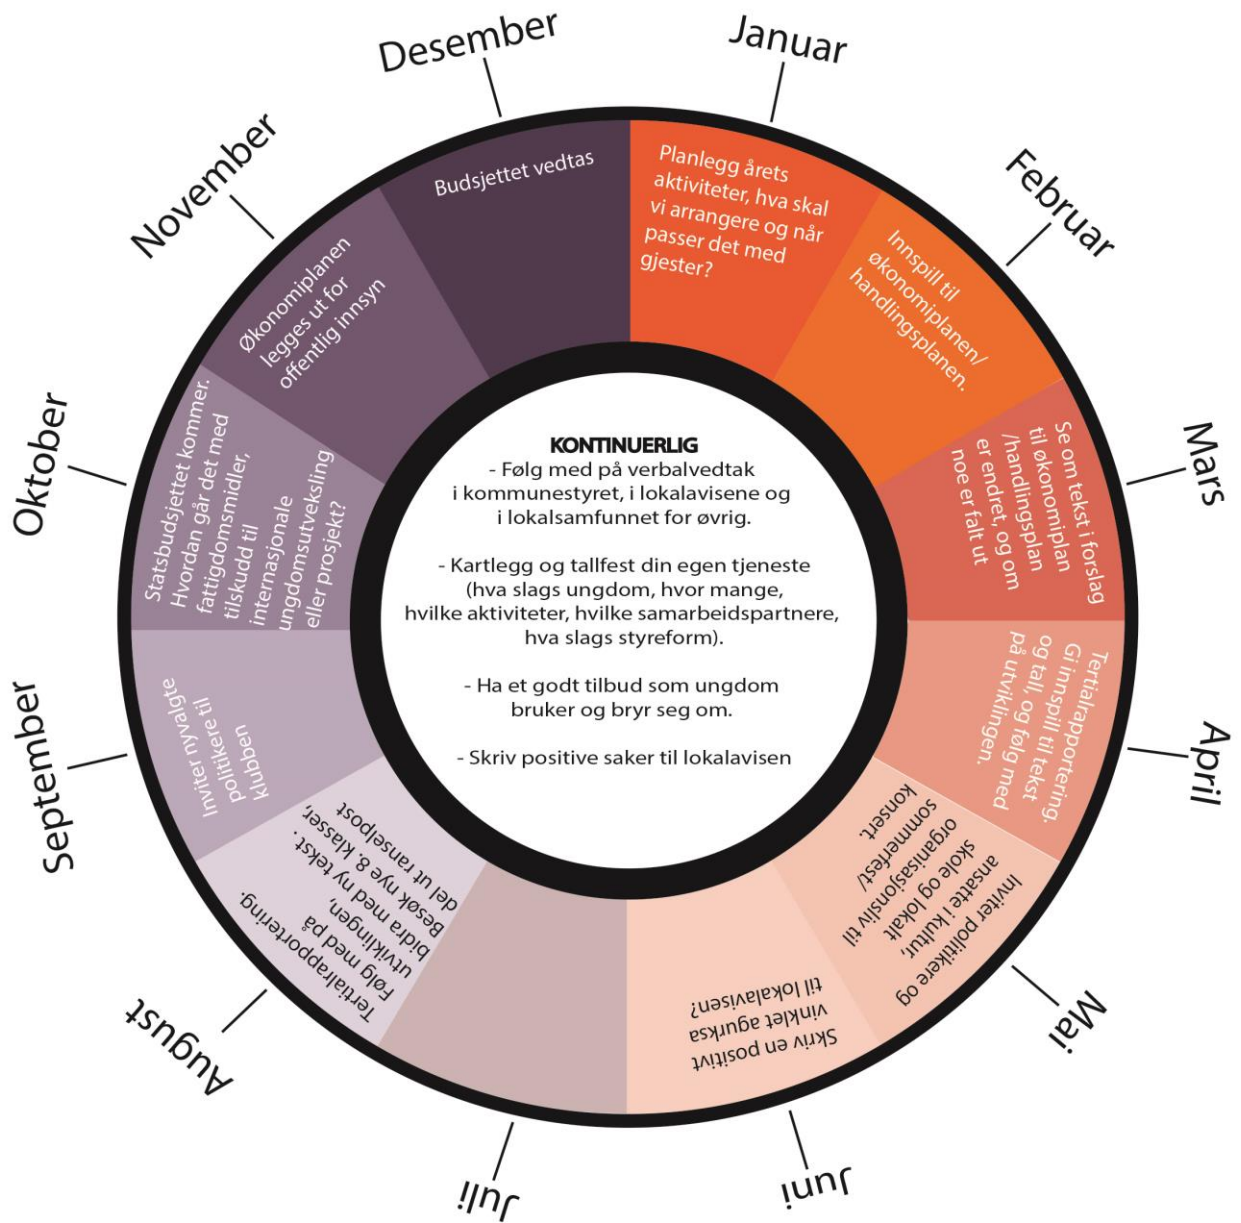 Januar
Planlegg årets
aktiviteter, hva skal
vi arrangere og når
passer det med
gjester?
Februar
Innspill til
økonomiplanen/
handlingsplanen.
Mars
Se om tekst i forslag
til økonomiplan
/handlingsplan
er endret, og om
noe er falt ut
April
Tertialrapportering.
Gi innspill til tekst
og tall, og følg med
på utviklingen.
Mai
Inviter politikere og
ansatte i kultur,
skole og lokalt
organisasjonsliv til
sommerfest/
konsert.
Juni
Skriv en positivt
vinklet agurksa
til lokalavisen?
Juli
August
Tertialrapportering.
Følg med på
utviklingen,
bidra med ny tekst.
Besøk nye 8. klasser,
del ut ranselpost
September
Inviter nyvalgte
politikere til
klubben
Oktober
Statsbudsjettet kommer.
Hvordan går det med
fattigdomsmidler,
tilskudd til
internasjonale
ungdomsutveksling
eller prosjekt?
November
Økonomiplanen
legges ut for
offentlig innsyn
Desember
Budsjettet vedtas
KONTINUERLIG
- Følg med på verbalvedtak
i kommunestyret, i lokalavisene og
i lokalsamfunnet for øvrig.
- Kartlegg og tallfest din egen tjeneste
(hva slags ungdom, hvor mange,
hvilke aktiviteter, hvilke samarbeidspartnere,
hva slags styreform).
- Ha et godt tilbud som ungdom
bruker og bryr seg om.
- Skriv positive saker til lokalavisen